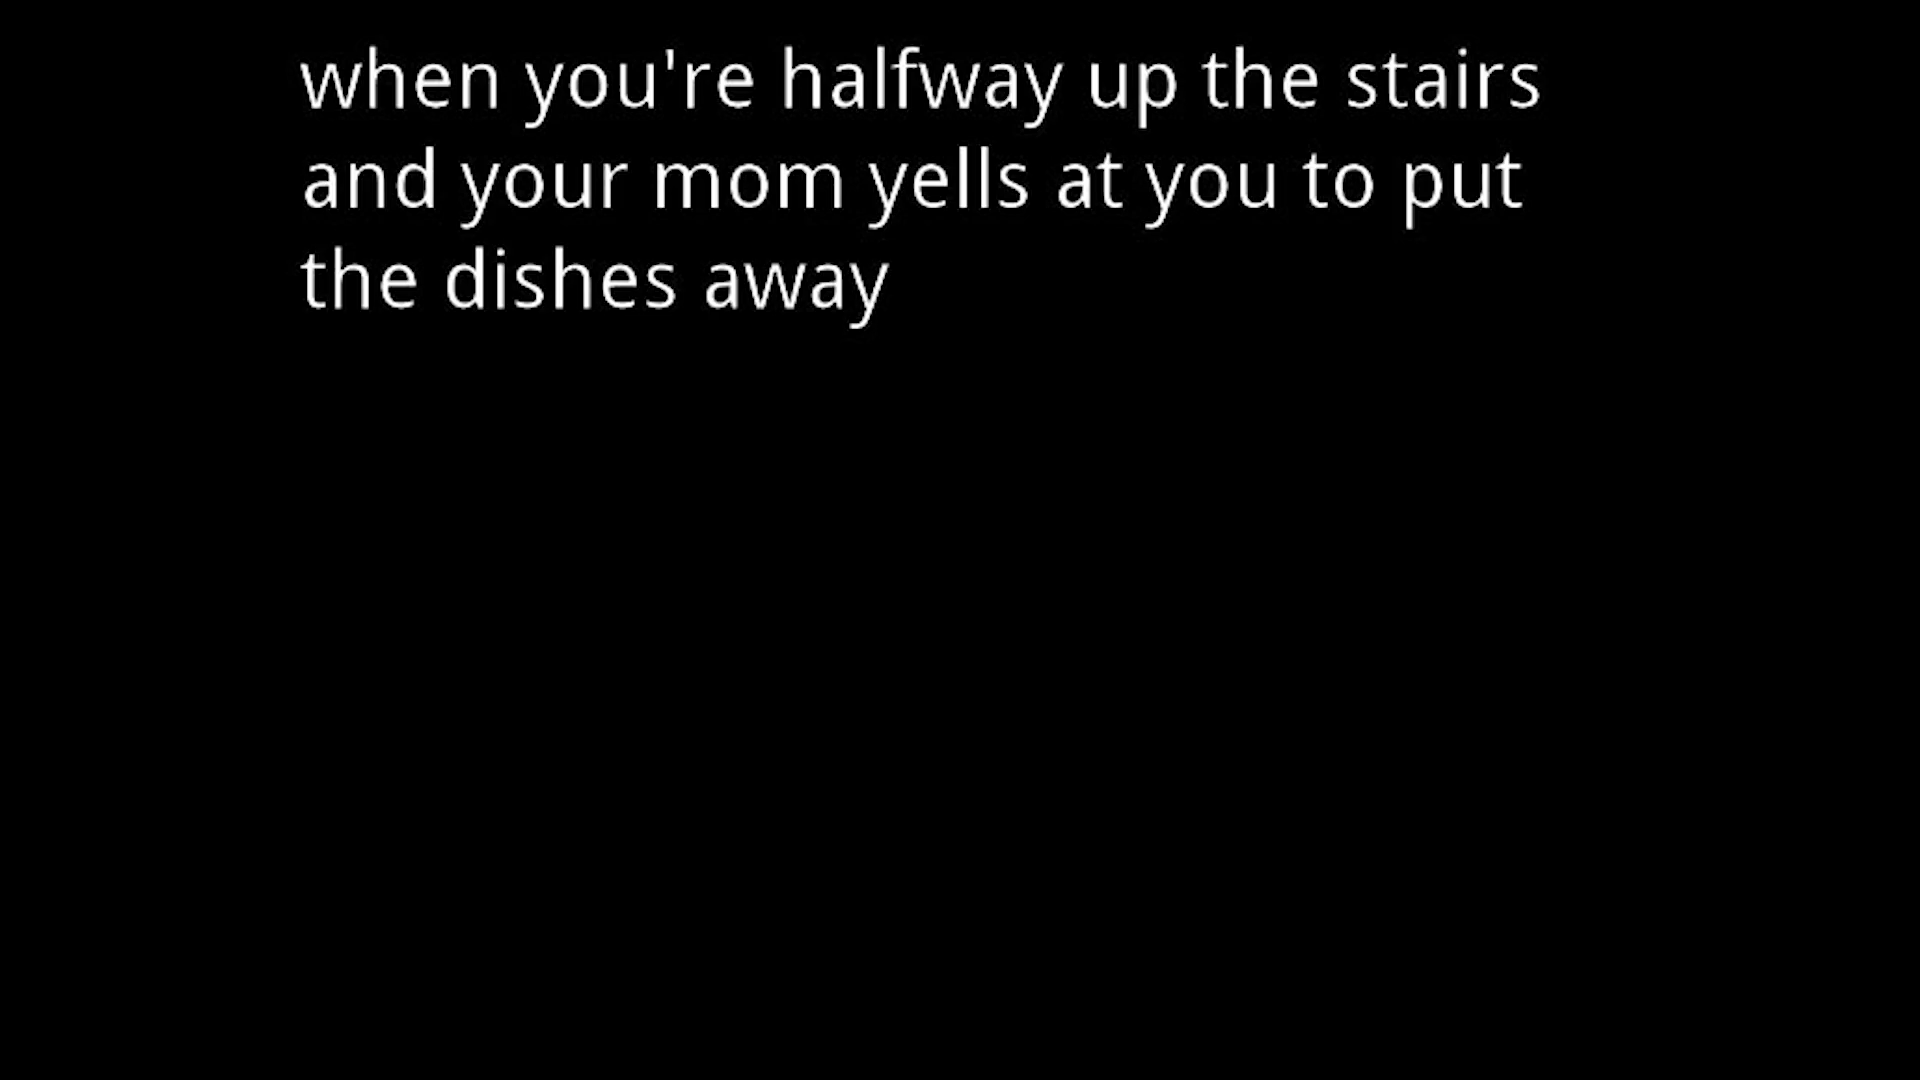 when you're halfway up the stairs
and your mom yells at you to put
the dishes away